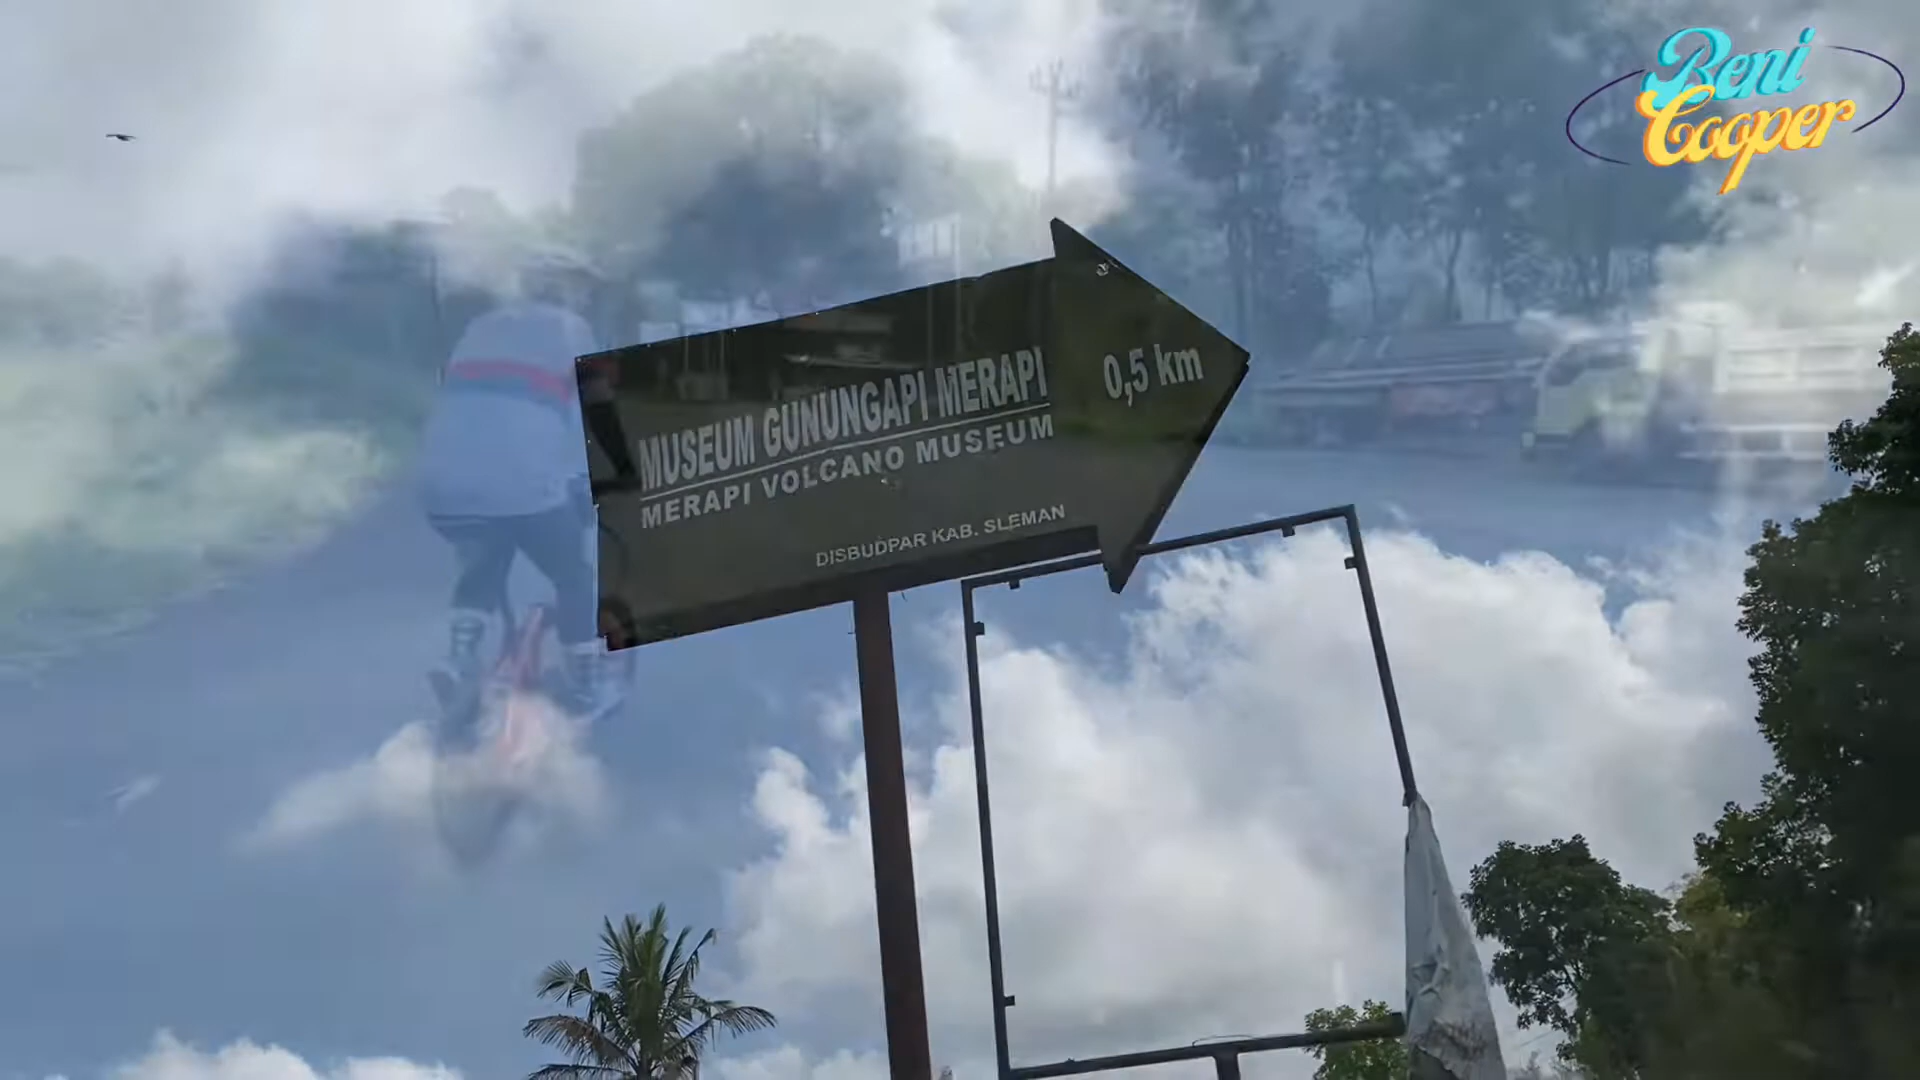 Beni
Cooper
MUSEUM GUNUNGAPI MERAPI
MERAPI VOLCANO MUSEUM
0,5 km
DISBUDPAR KAB. SLEMAN